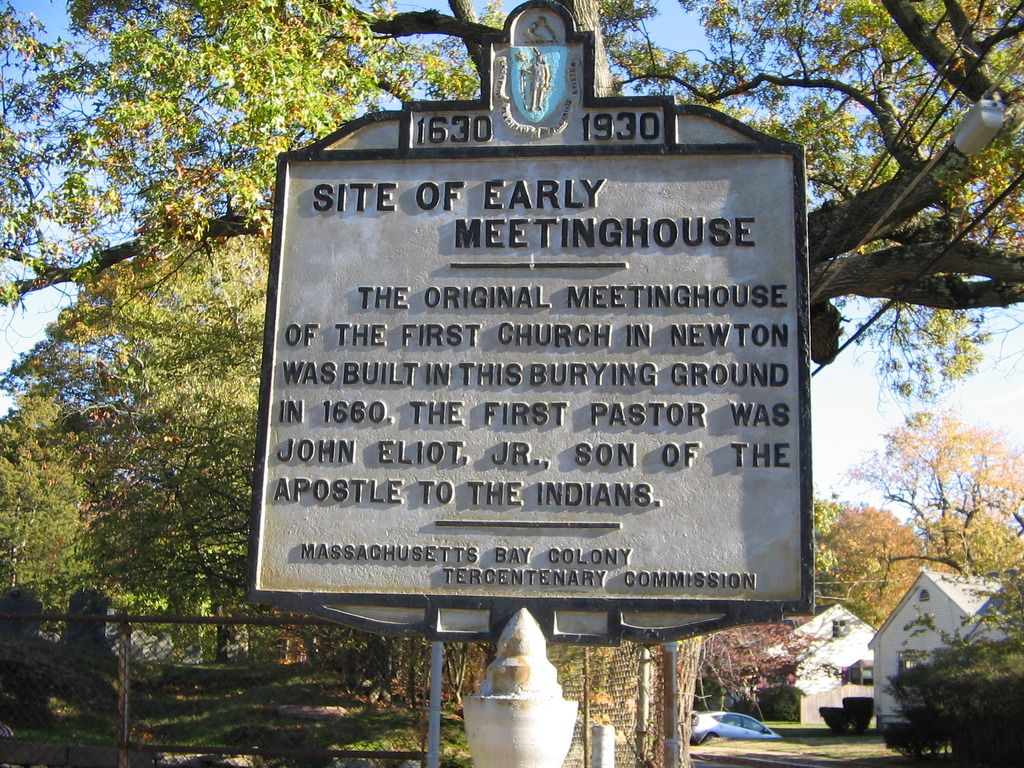 1630 1930
SITE OF EARLY
MEETINGHOUSE
THE ORIGINAL MEETINGHOUSE
OF THE FIRST CHURCH IN NEWTON
WAS BUILT IN THIS BURYING GROUND
IN 1660. THE FIRST PASTOR WAS
JOHN ELIOT, JR., SON OF THE
APOSTLE TO THE INDIANS.
MASSACHUSETTS BAY COLONY
TERCENTENARY COMMISSION